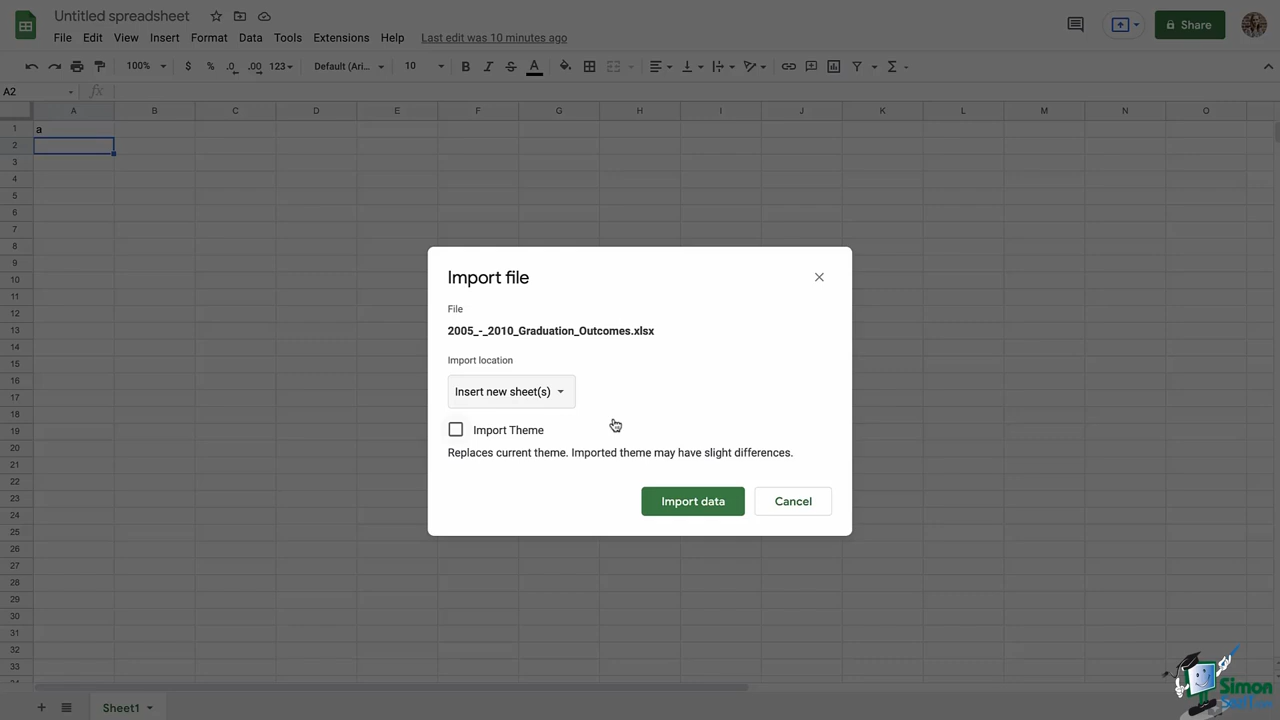 Untitled spreadsheet
File Edit View Insert Format Data Tools Extensions Help Last edit was 10 minutes ago
Share
100% $ % .0 .00 123 Default (Ari... 10 B I S A Σ
A2 fx
A B C D E F G H I J K L M N O
1 a
2
3
4
5
6
7
8
9
10
11
12
13
14
15
16
17
18
19
20
21
22
23
24
25
26
27
28
29
30
31
32
33
Import file
File
2005_-_2010_Graduation_Outcomes.xlsx
Import location
Insert new sheet(s)
Import Theme
Replaces current theme. Imported theme may have slight differences.
Import data Cancel
Sheet1
Simon